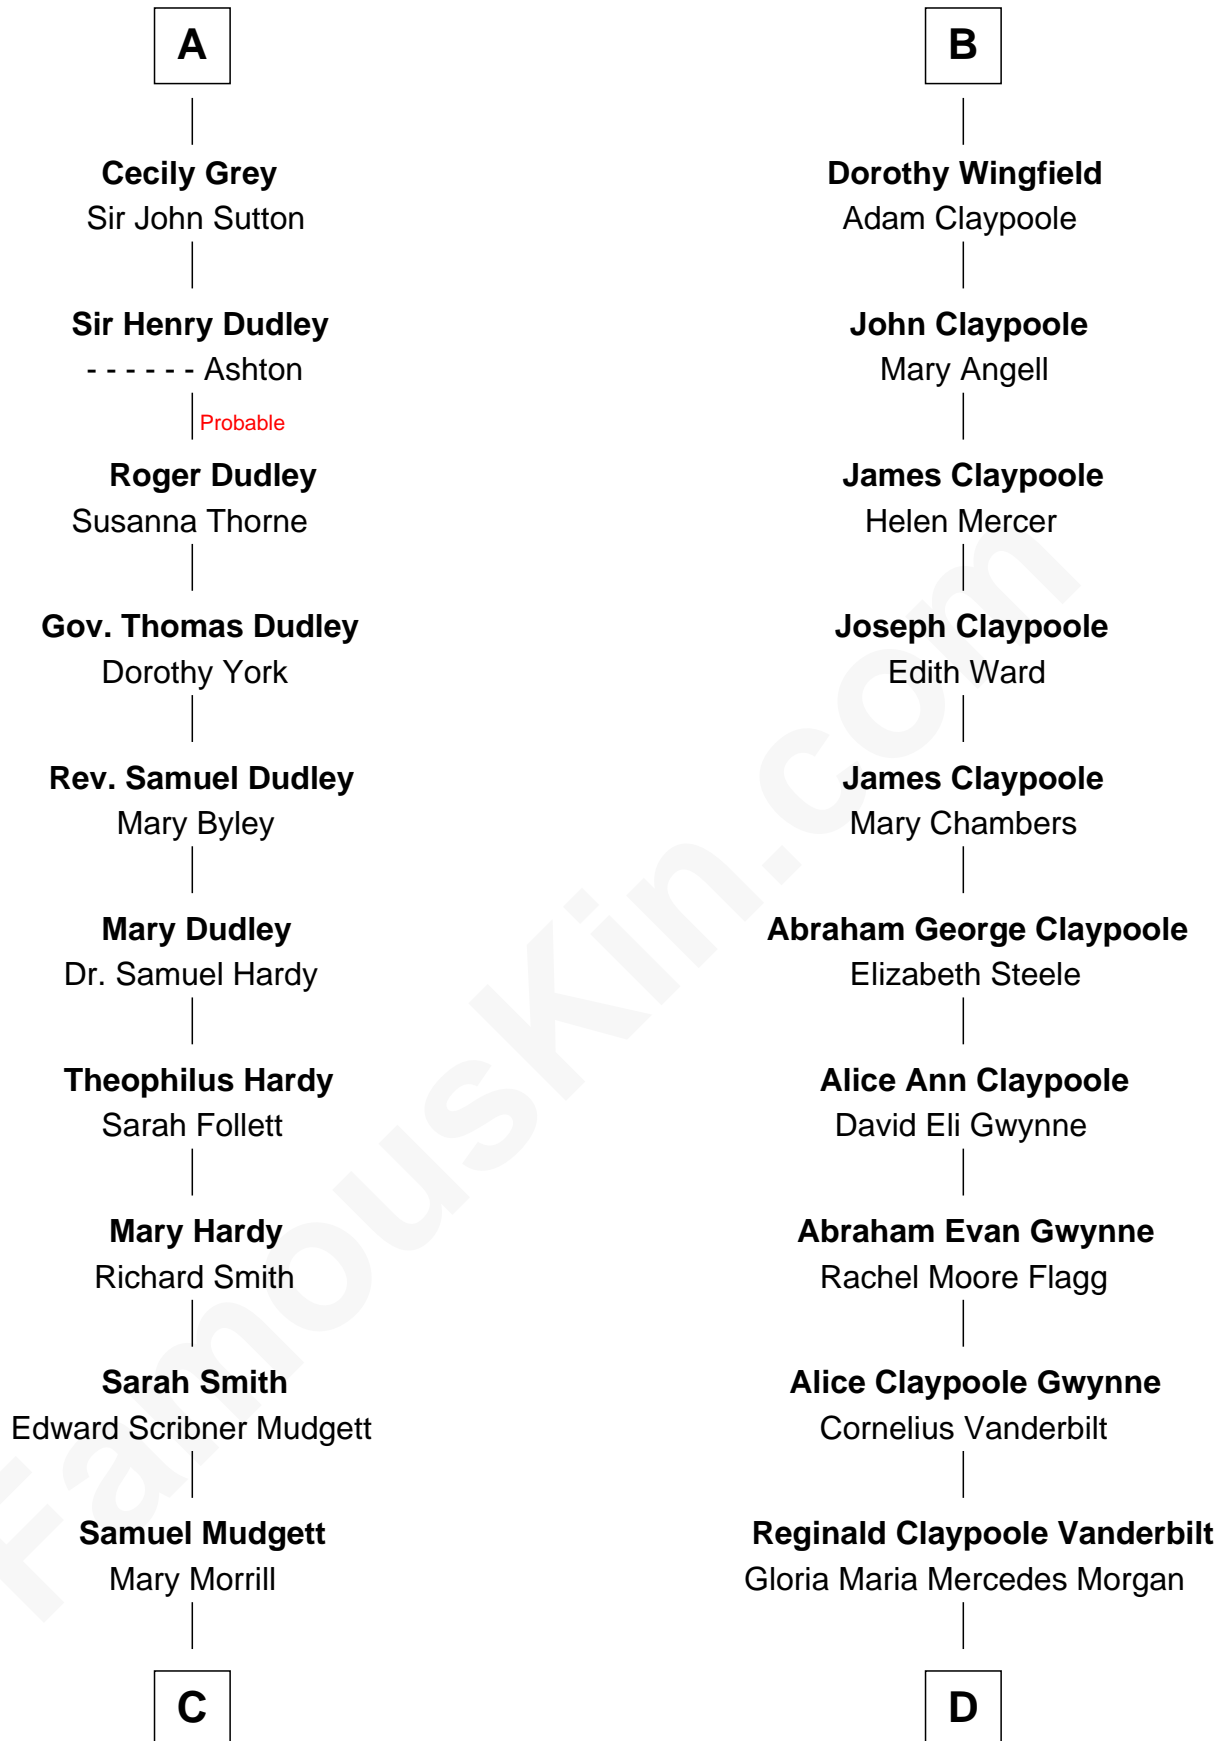 A
Cecily Grey
Sir John Sutton
Sir Henry Dudley
- - - - - - Ashton
Probable
Roger Dudley
Susanna Thorne
Gov. Thomas Dudley
Dorothy York
Rev. Samuel Dudley
Mary Byley
Mary Dudley
Dr. Samuel Hardy
Theophilus Hardy
Sarah Follett
Mary Hardy
Richard Smith
Sarah Smith
Edward Scribner Mudgett
Samuel Mudgett
Mary Morrill
C
B
Dorothy Wingfield
Adam Claypoole
John Claypoole
Mary Angell
James Claypoole
Helen Mercer
Joseph Claypoole
Edith Ward
James Claypoole
Mary Chambers
Abraham George Claypoole
Elizabeth Steele
Alice Ann Claypoole
David Eli Gwynne
Abraham Evan Gwynne
Rachel Moore Flagg
Alice Claypoole Gwynne
Cornelius Vanderbilt
Reginald Claypoole Vanderbilt
Gloria Maria Mercedes Morgan
D
FamousKin.com